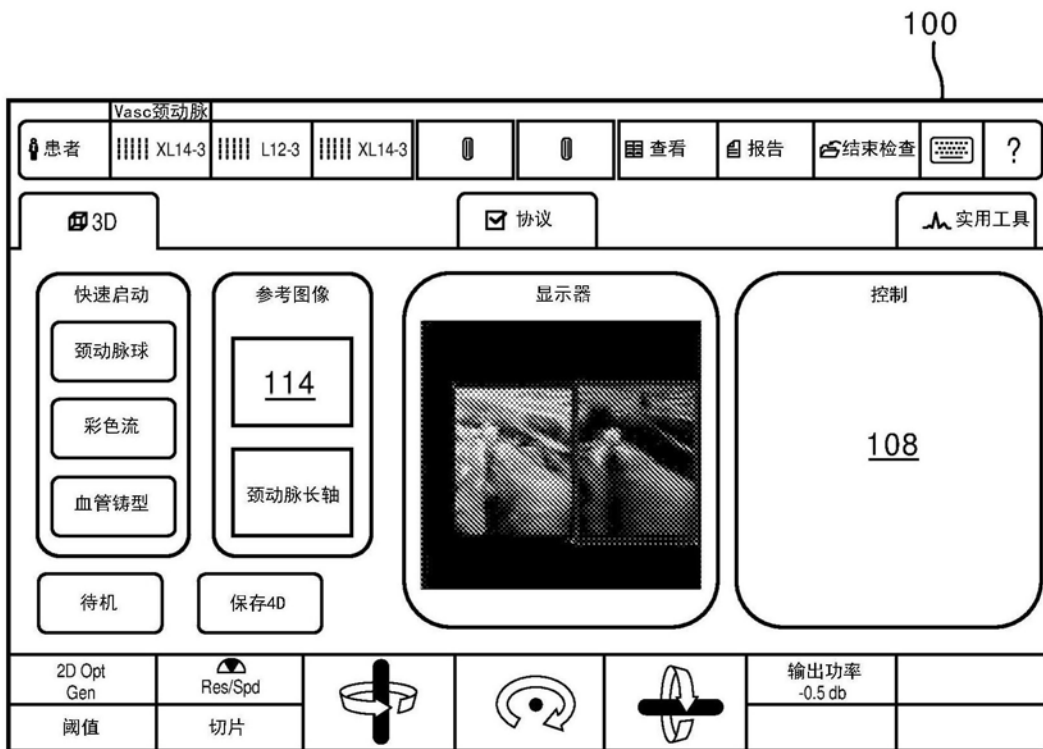 100
Vasc颈动脉
患者
XL14-3
L12-3
XL14-3
查看
报告
结束检查
?
3D
协议
实用工具
快速启动
颈动脉球
彩色流
血管铸型
参考图像
114
颈动脉长轴
显示器
控制
108
待机
保存4D
2D Opt
Gen
Res/Spd
输出功率
-0.5 db
阈值
切片